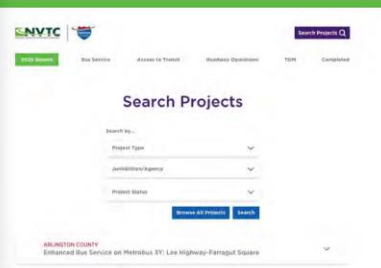 NVTC
Search Projects
2025 Report
Bus Service
Access to Transit
Roadway Operations
TDM
Completed
Search Projects
Search by...
Project Type
Jurisdiction/Agency
Project Status
Browse All Projects
Search
ARLINGTON COUNTY
Enhanced Bus Service on Metrobus 3Y: Lee Highway-Farragut Square